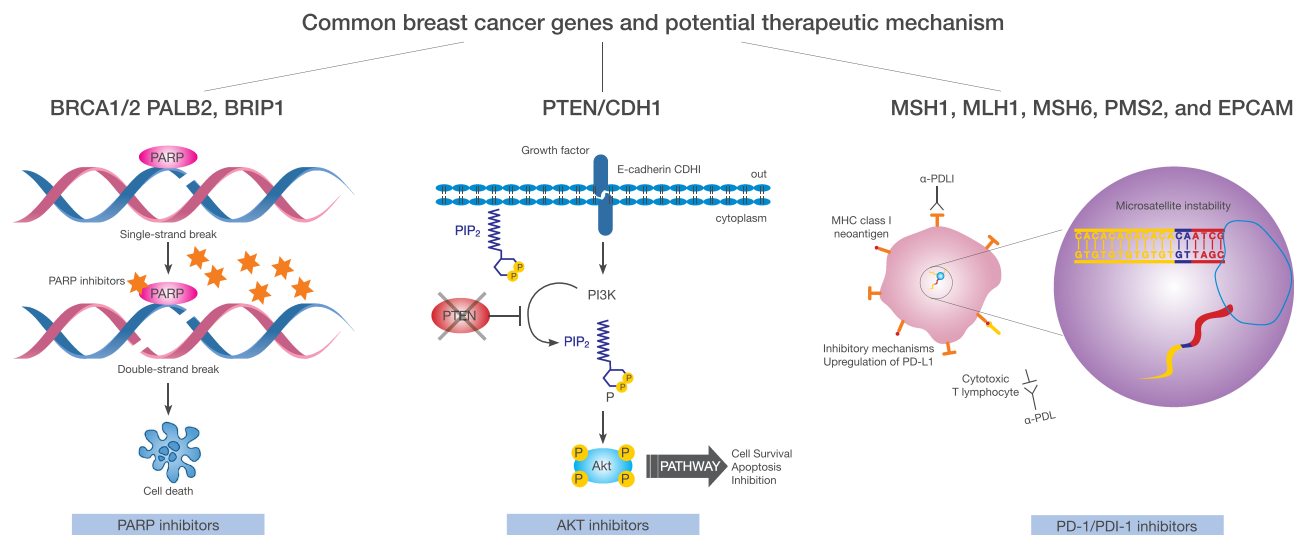 Common breast cancer genes and potential therapeutic mechanism
BRCA1/2 PALB2, BRIP1
PARP
Single-strand break
PARP inhibitors
PARP
Double-strand break
Cell death
PARP inhibitors
PTEN/CDH1
Growth factor
E-cadherin CDHI
out
cytoplasm
PIP₂
P
P
PI3K
PTEN
PIP₂
P
P
P
P
P
Akt
P
P
PATHWAY
Cell Survival
Apoptosis
Inhibition
AKT inhibitors
MSH1, MLH1, MSH6, PMS2, and EPCAM
α-PDLI
MHC class I
neoantigen
Inhibitory mechanisms
Upregulation of PD-L1
Cytotoxic
T lymphocyte
α-PDL
Microsatellite instability
CACACACACACACAATCG
GTGTGTGTGTGTGTTAGC
PD-1/PDI-1 inhibitors